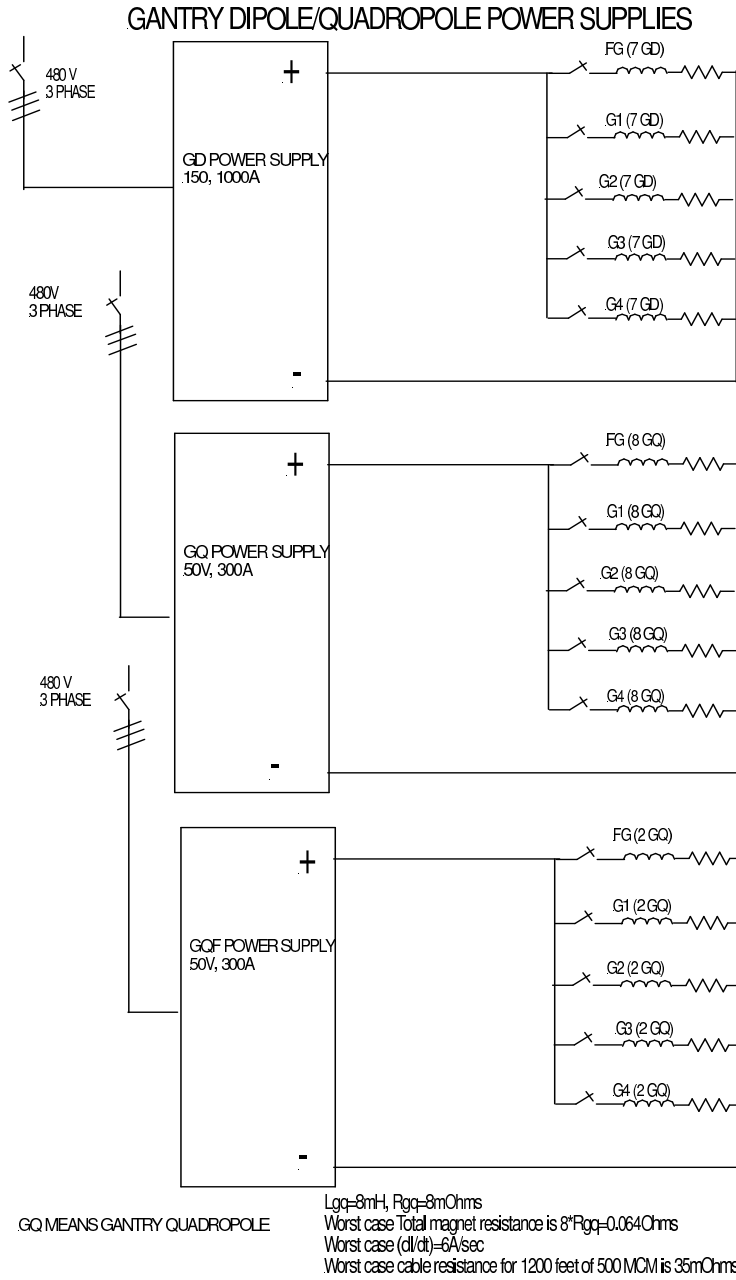 GANTRY DIPOLE/QUADROPOLE POWER SUPPLIES
480 V
3 PHASE
+
GD POWER SUPPLY
150, 1000A
-
FG (7 GD)
G1 (7 GD)
G2 (7 GD)
G3 (7 GD)
G4 (7 GD)
480V
3 PHASE
+
GQ POWER SUPPLY
50V, 300A
-
FG (8 GQ)
G1 (8 GQ)
G2 (8 GQ)
G3 (8 GQ)
G4 (8 GQ)
480 V
3 PHASE
+
GQF POWER SUPPLY
50V, 300A
-
FG (2 GQ)
G1 (2 GQ)
G2 (2 GQ)
G3 (2 GQ)
G4 (2 GQ)
GQ MEANS GANTRY QUADROPOLE
Lgq=8mH, Rgq=8mOhms
Worst case Total magnet resistance is 8*Rgq=0.064Ohms
Worst case (dI/dt)=6A/sec
Worst case cable resistance for 1200 feet of 500 MCM is 35mOhms